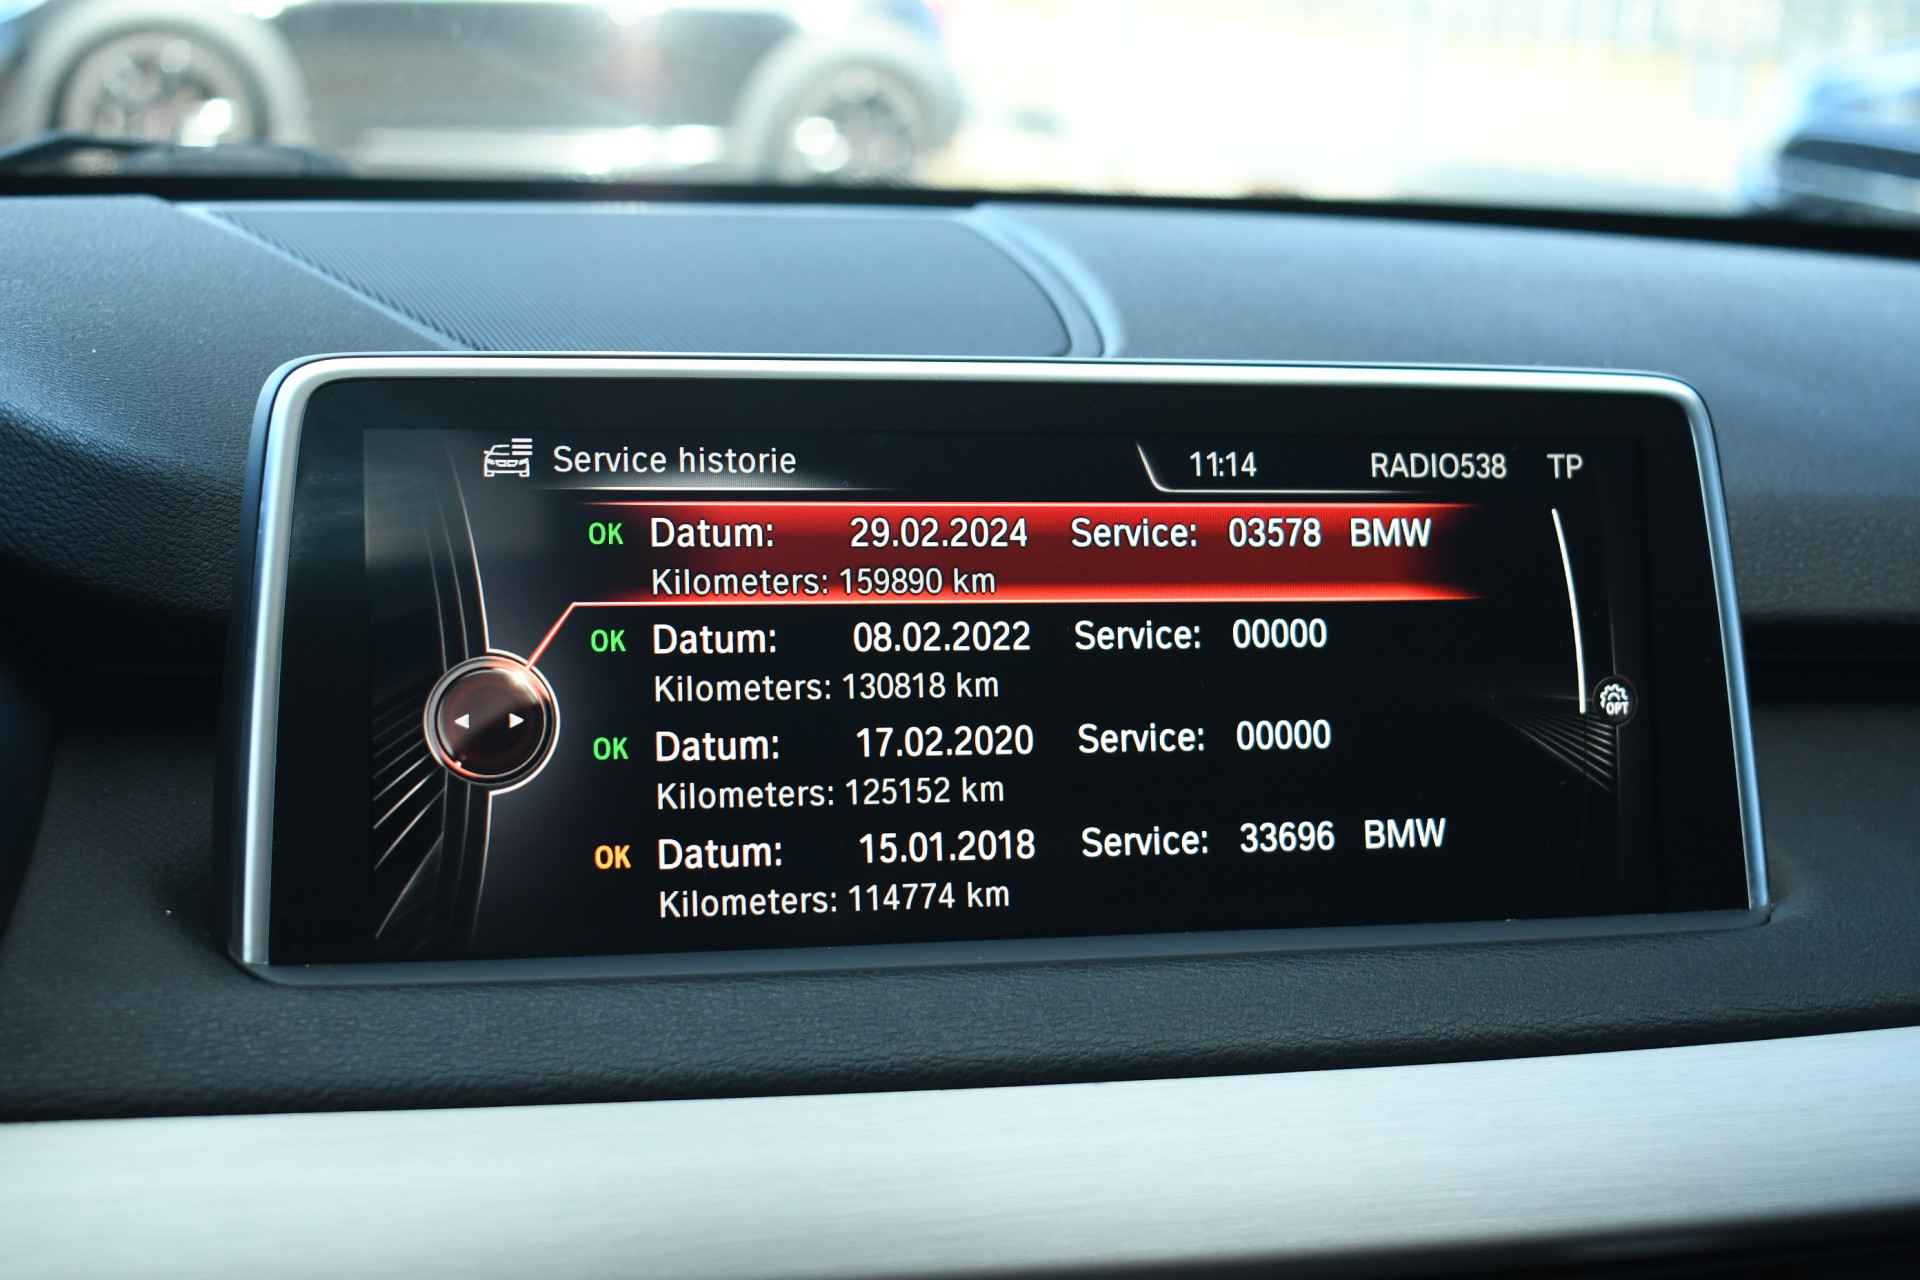 Service historie 11:14 RADIO538 TP
OK Datum: 29.02.2024 Service: 03578 BMW
Kilometers: 159890 km
OK Datum: 08.02.2022 Service: 00000
Kilometers: 130818 km
OK Datum: 17.02.2020 Service: 00000
Kilometers: 125152 km
OPT
OK Datum: 15.01.2018 Service: 33696 BMW
Kilometers: 114774 km